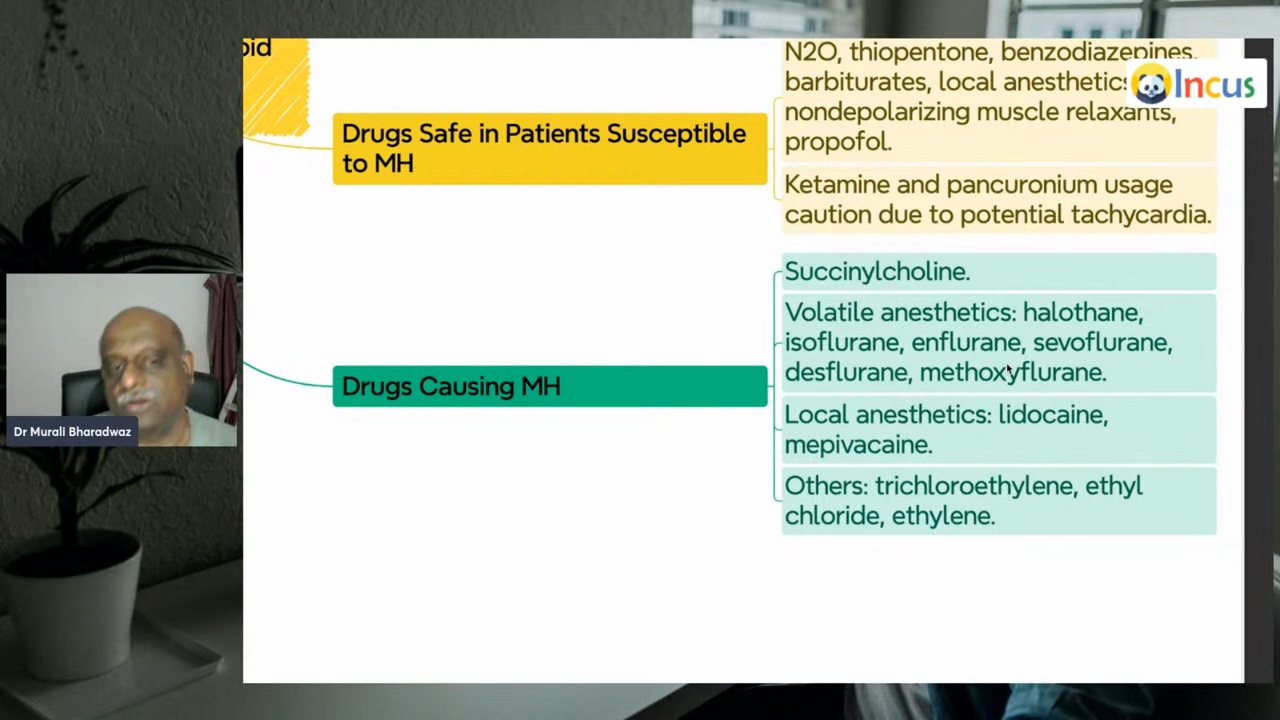 oid
Incus
Drugs Safe in Patients Susceptible
to MH
N2O, thiopentone, benzodiazepines,
barbiturates, local anesthetics
nondepolarizing muscle relaxants,
propofol.
Ketamine and pancuronium usage
caution due to potential tachycardia.
Drugs Causing MH
Succinylcholine.
Volatile anesthetics: halothane,
isoflurane, enflurane, sevoflurane,
desflurane, methoxyflurane.
Local anesthetics: lidocaine,
mepivacaine.
Others: trichloroethylene, ethyl
chloride, ethylene.
Dr Murali Bharadwaz